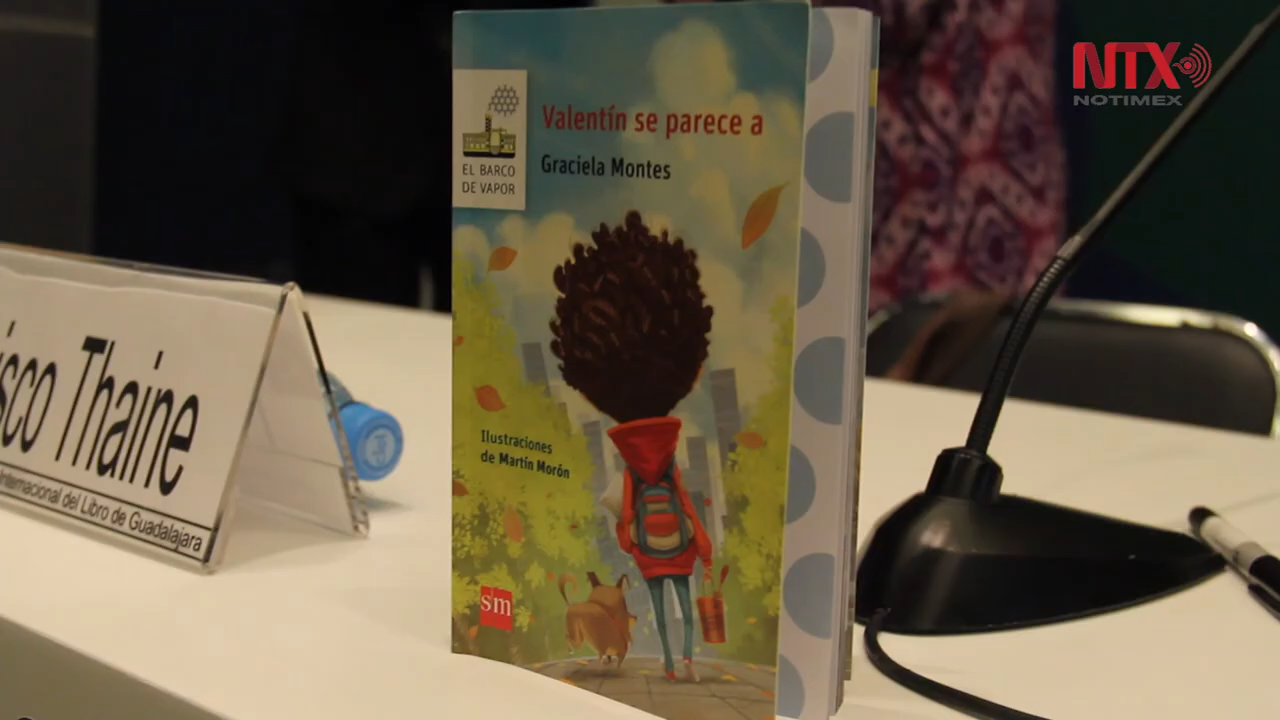 NTX
NOTIMEX
Valentín se parece a
Graciela Montes
EL BARCO
DE VAPOR
Ilustraciones
de Martín Morón
sm
Thaine
Internacional del Libro de Guadalajara